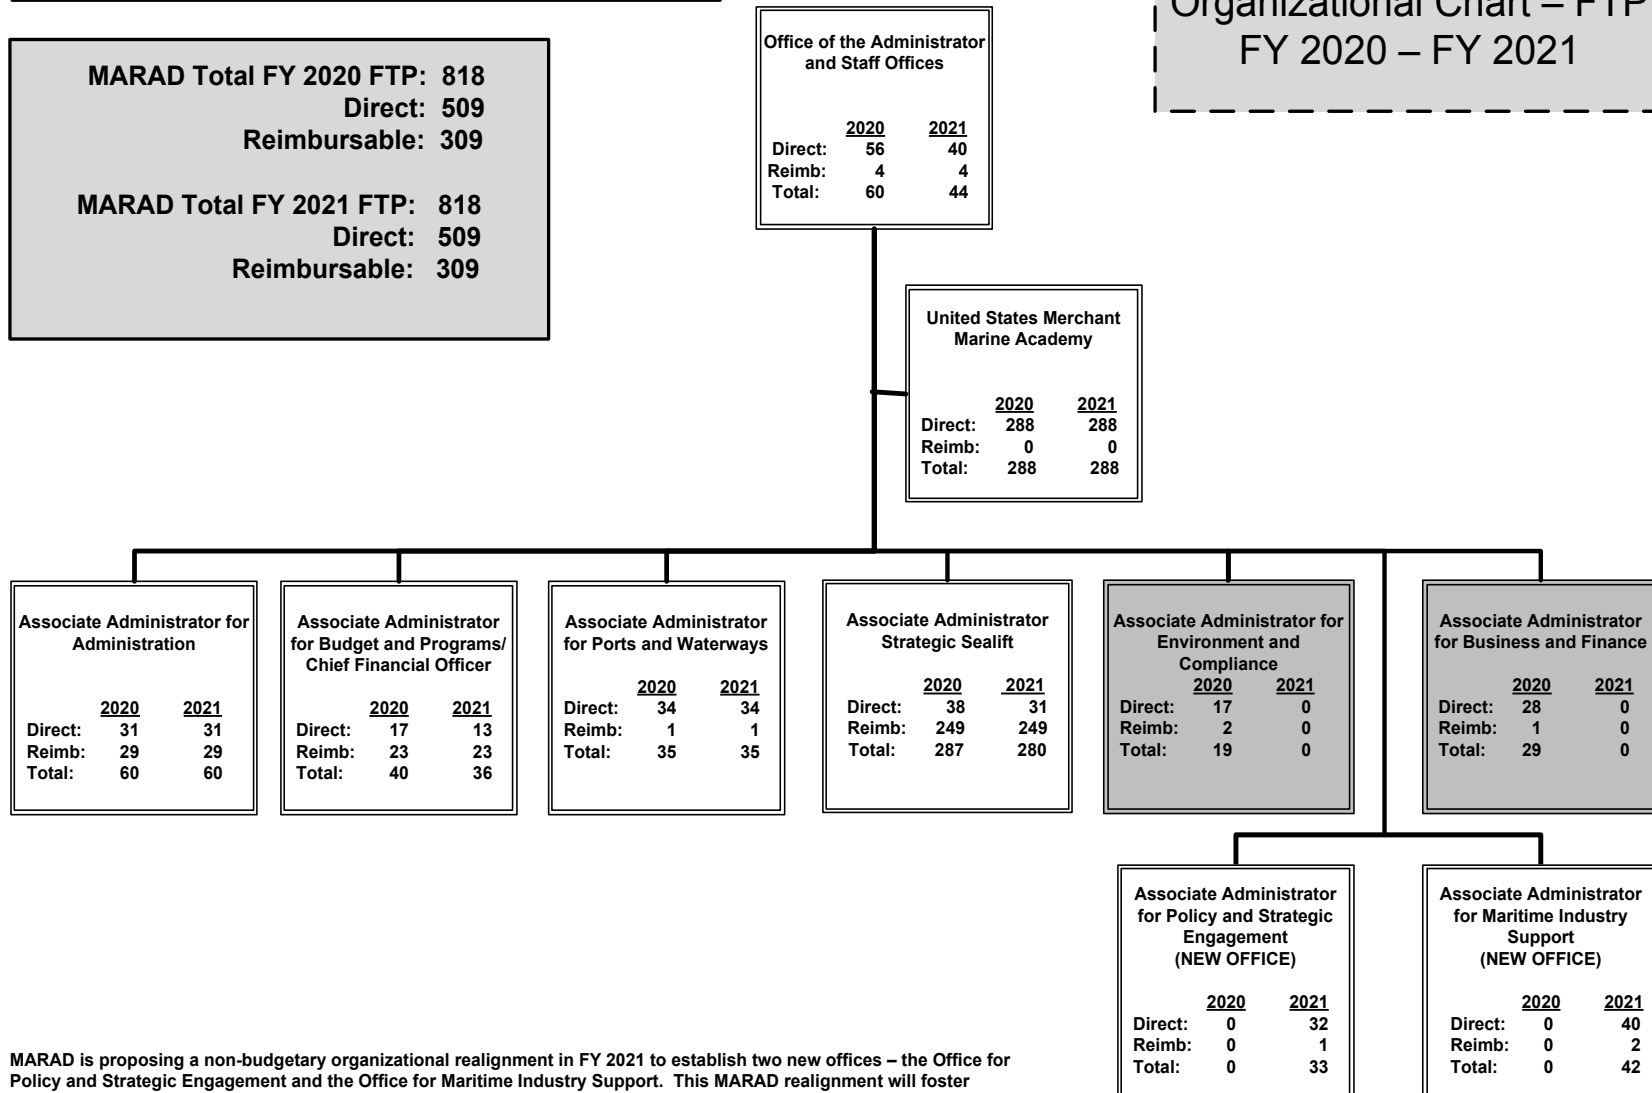 Organizational Chart – FTP
FY 2020 – FY 2021
MARAD Total FY 2020 FTP: 818
Direct: 509
Reimbursable: 309
MARAD Total FY 2021 FTP: 818
Direct: 509
Reimbursable: 309
Office of the Administrator
and Staff Offices
2020 2021
Direct: 56 40
Reimb: 4 4
Total: 60 44
United States Merchant
Marine Academy
2020 2021
Direct: 288 288
Reimb: 0 0
Total: 288 288
Associate Administrator for
Administration
2020 2021
Direct: 31 31
Reimb: 29 29
Total: 60 60
Associate Administrator
for Budget and Programs/
Chief Financial Officer
2020 2021
Direct: 17 13
Reimb: 23 23
Total: 40 36
Associate Administrator
for Ports and Waterways
2020 2021
Direct: 34 34
Reimb: 1 1
Total: 35 35
Associate Administrator
Strategic Sealift
2020 2021
Direct: 38 31
Reimb: 249 249
Total: 287 280
Associate Administrator for
Environment and
Compliance
2020 2021
Direct: 17 0
Reimb: 2 0
Total: 19 0
Associate Administrator
for Business and Finance
2020 2021
Direct: 28 0
Reimb: 1 0
Total: 29 0
Associate Administrator
for Policy and Strategic
Engagement
(NEW OFFICE)
2020 2021
Direct: 0 32
Reimb: 0 1
Total: 0 33
Associate Administrator
for Maritime Industry
Support
(NEW OFFICE)
2020 2021
Direct: 0 40
Reimb: 0 2
Total: 0 42
MARAD is proposing a non-budgetary organizational realignment in FY 2021 to establish two new offices – the Office for
Policy and Strategic Engagement and the Office for Maritime Industry Support. This MARAD realignment will foster